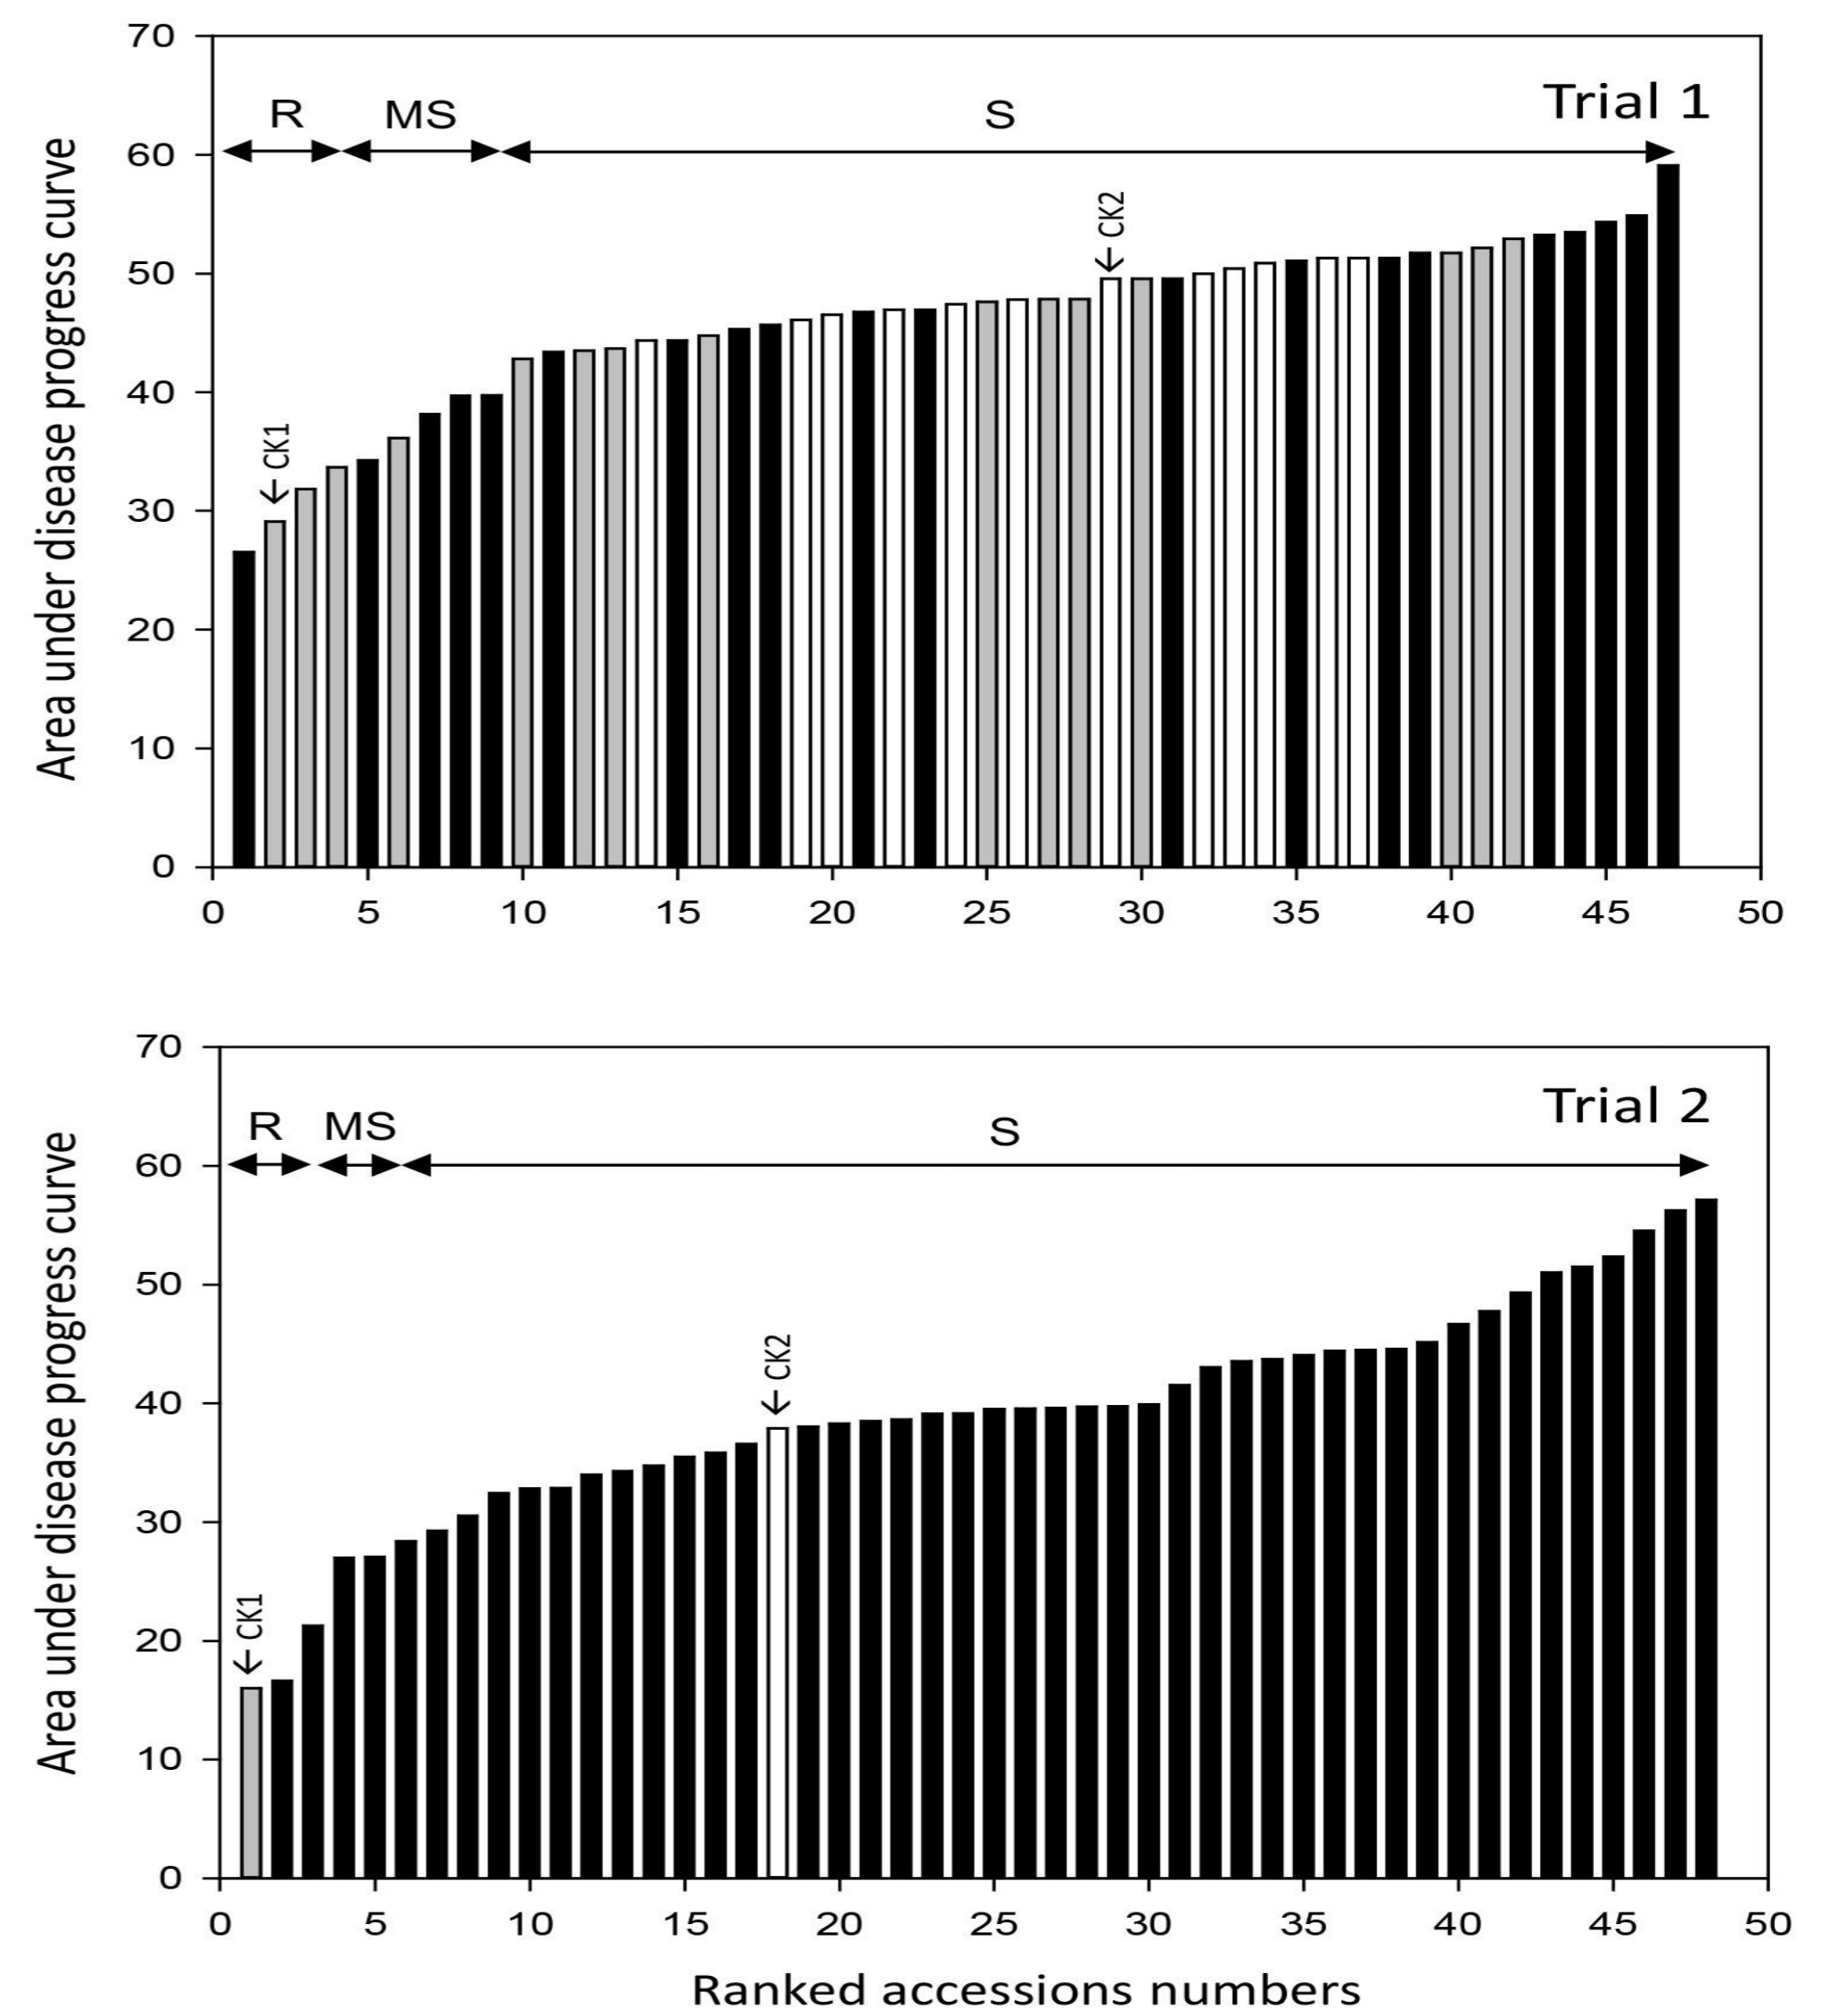 Area under disease progress curve
70
60
50
40
30
20
10
0
R
MS
S
Trial 1
← CK1
← CK2
0 5 10 15 20 25 30 35 40 45 50
Area under disease progress curve
70
60
50
40
30
20
10
0
R
MS
S
Trial 2
← CK1
← CK2
0 5 10 15 20 25 30 35 40 45 50
Ranked accessions numbers